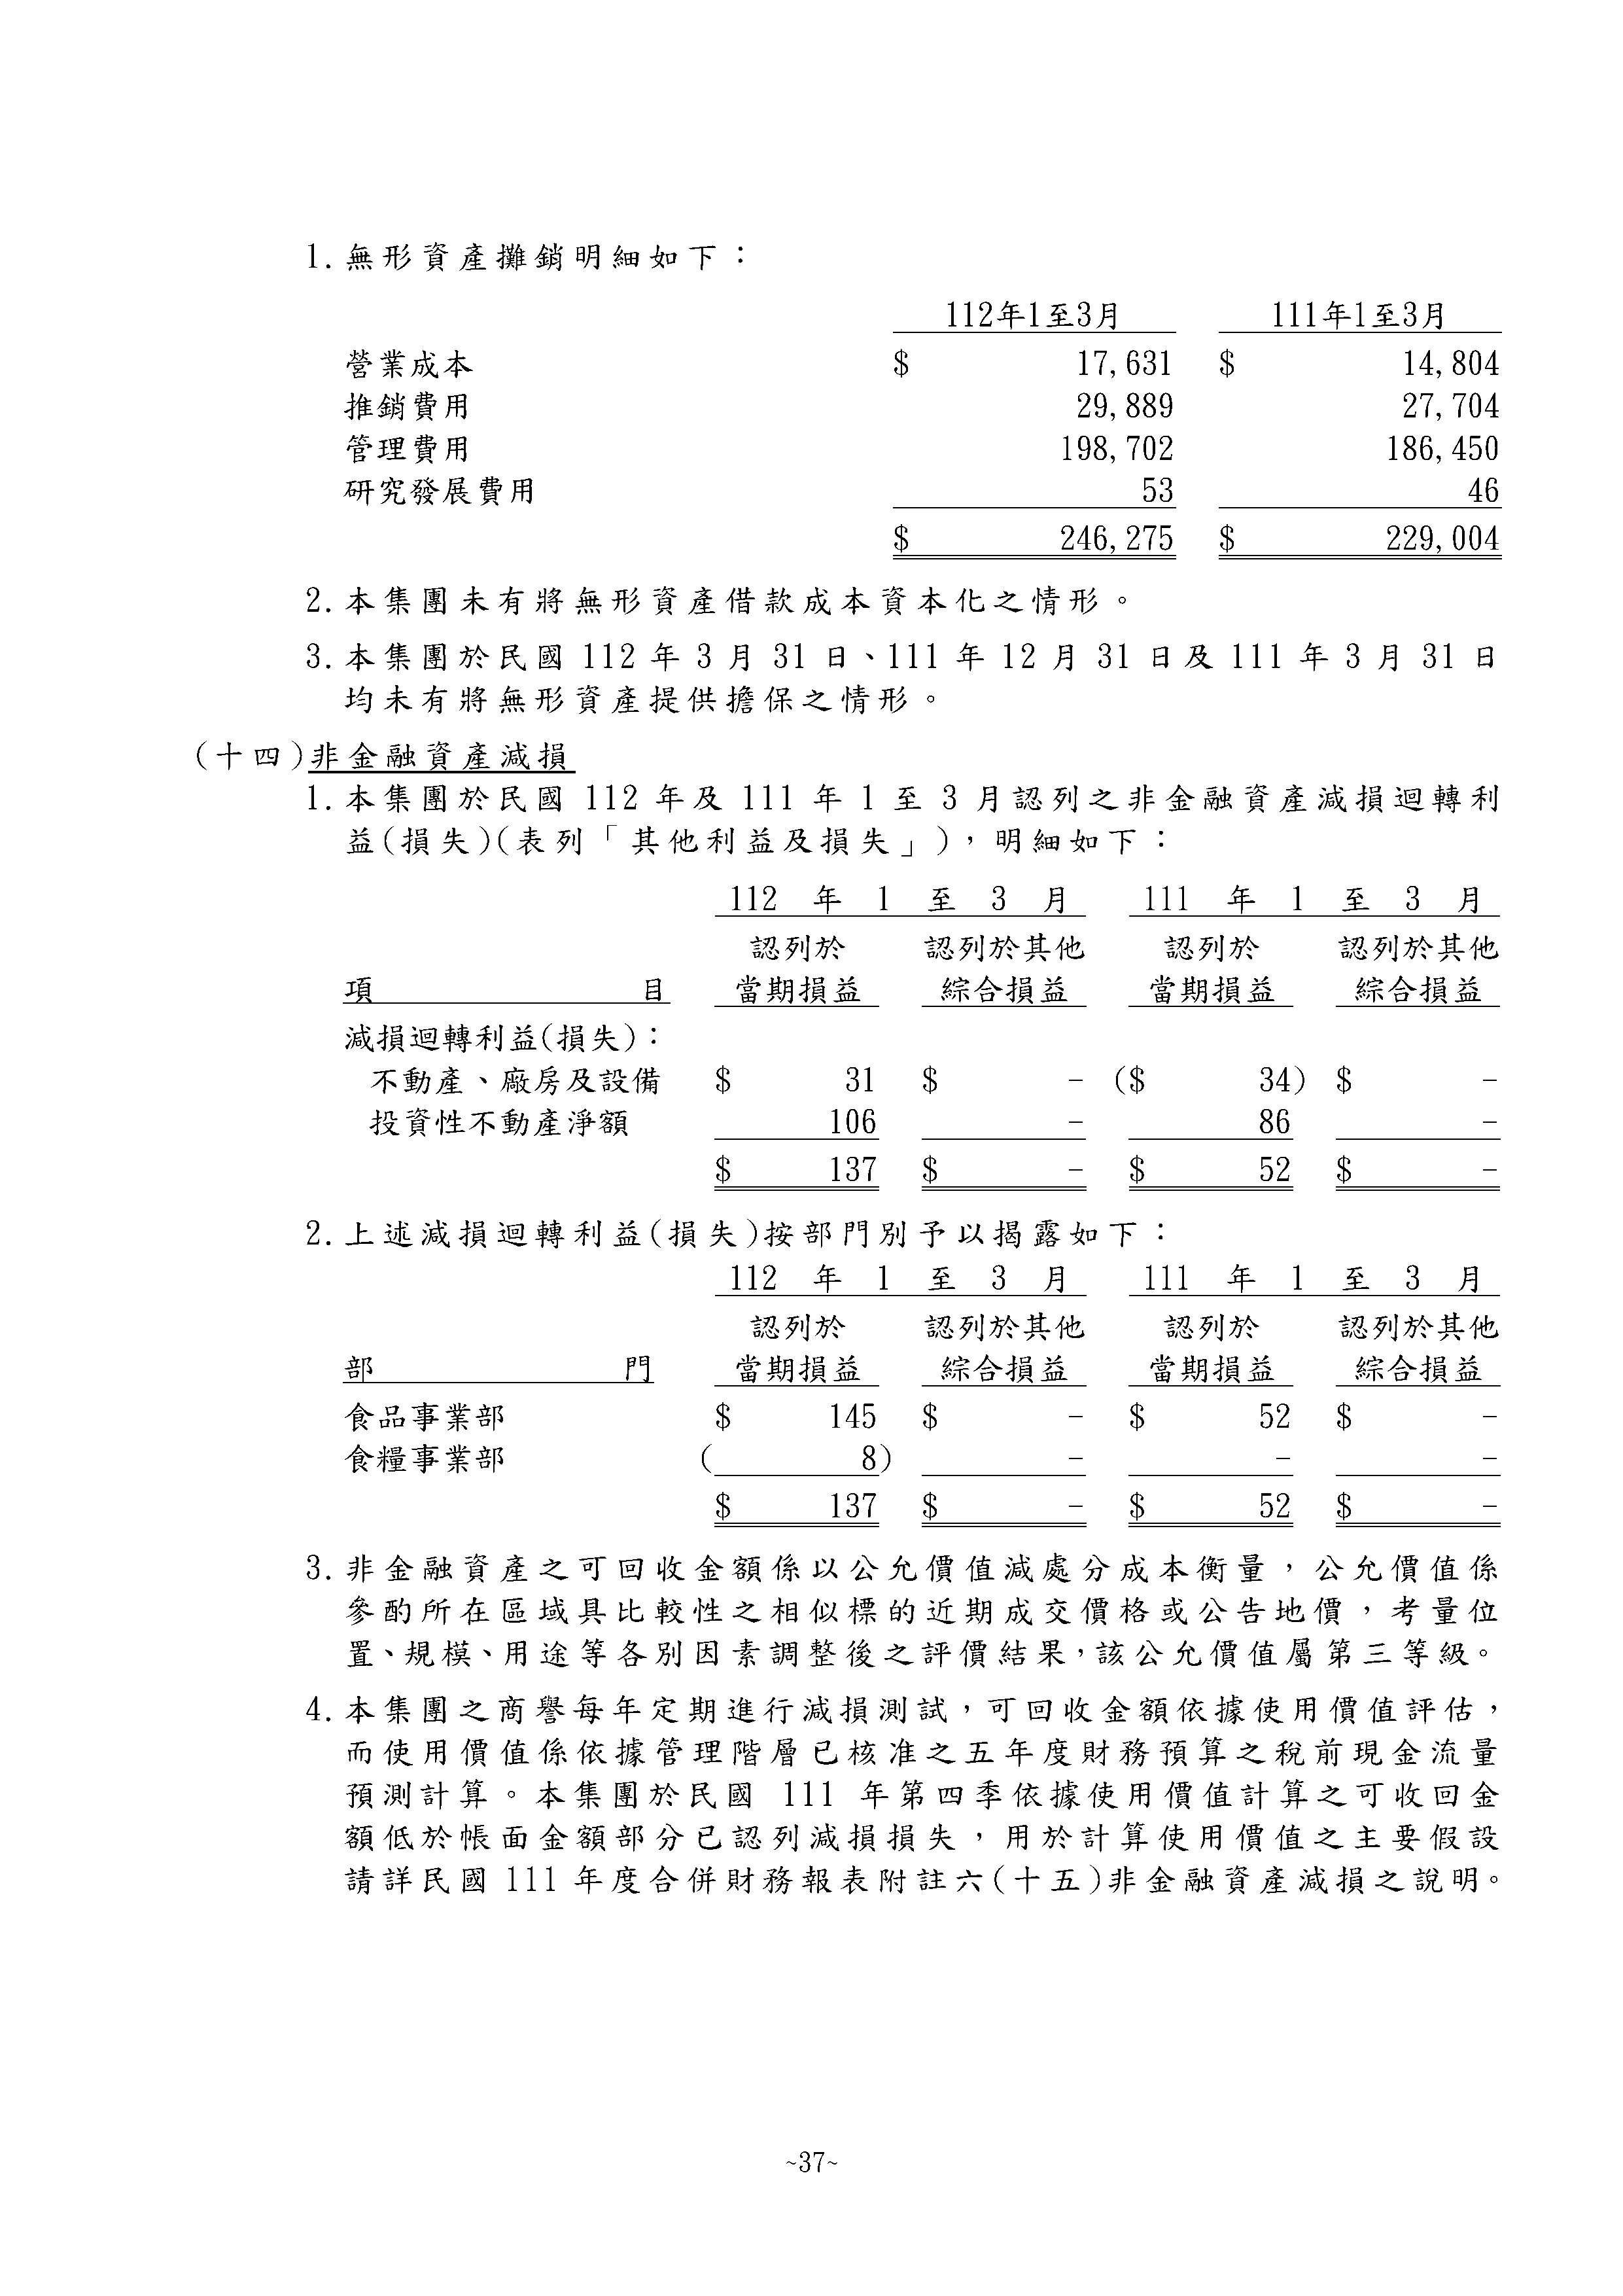 1.無形資產攤銷明細如下：
112年1至3月 111年1至3月
營業成本 $ 17,631 $ 14,804
推銷費用 29,889 27,704
管理費用 198,702 186,450
研究發展費用 53 46
$ 246,275 $ 229,004
2.本集團未有將無形資產借款成本資本化之情形。
3.本集團於民國 112 年 3 月 31 日、111 年 12 月 31 日及 111 年 3 月 31 日
均未有將無形資產提供擔保之情形。
(十四)非金融資產減損
1.本集團於民國 112 年及 111 年 1 至 3 月認列之非金融資產減損迴轉利
益(損失)(表列「其他利益及損失」)，明細如下：
112 年 1 至 3 月 111 年 1 至 3 月
認列於 認列於其他 認列於 認列於其他
項 目 當期損益 綜合損益 當期損益 綜合損益
減損迴轉利益(損失)：
不動產、廠房及設備 $ 31 $ - ($ 34) $ -
投資性不動產淨額 106 - 86 -
$ 137 $ - $ 52 $ -
2.上述減損迴轉利益(損失)按部門別予以揭露如下：
112 年 1 至 3 月 111 年 1 至 3 月
認列於 認列於其他 認列於 認列於其他
部 門 當期損益 綜合損益 當期損益 綜合損益
食品事業部 $ 145 $ - $ 52 $ -
食糧事業部 ( 8) - - -
$ 137 $ - $ 52 $ -
3.非金融資產之可回收金額係以公允價值減處分成本衡量，公允價值係
參酌所在區域具比較性之相似標的近期成交價格或公告地價，考量位
置、規模、用途等各別因素調整後之評價結果，該公允價值屬第三等級。
4.本集團之商譽每年定期進行減損測試，可回收金額依據使用價值評估，
而使用價值係依據管理階層已核准之五年度財務預算之稅前現金流量
預測計算。本集團於民國 111 年第四季依據使用價值計算之可收回金
額低於帳面金額部分已認列減損損失，用於計算使用價值之主要假設
請詳民國 111 年度合併財務報表附註六(十五)非金融資產減損之說明。
~37~